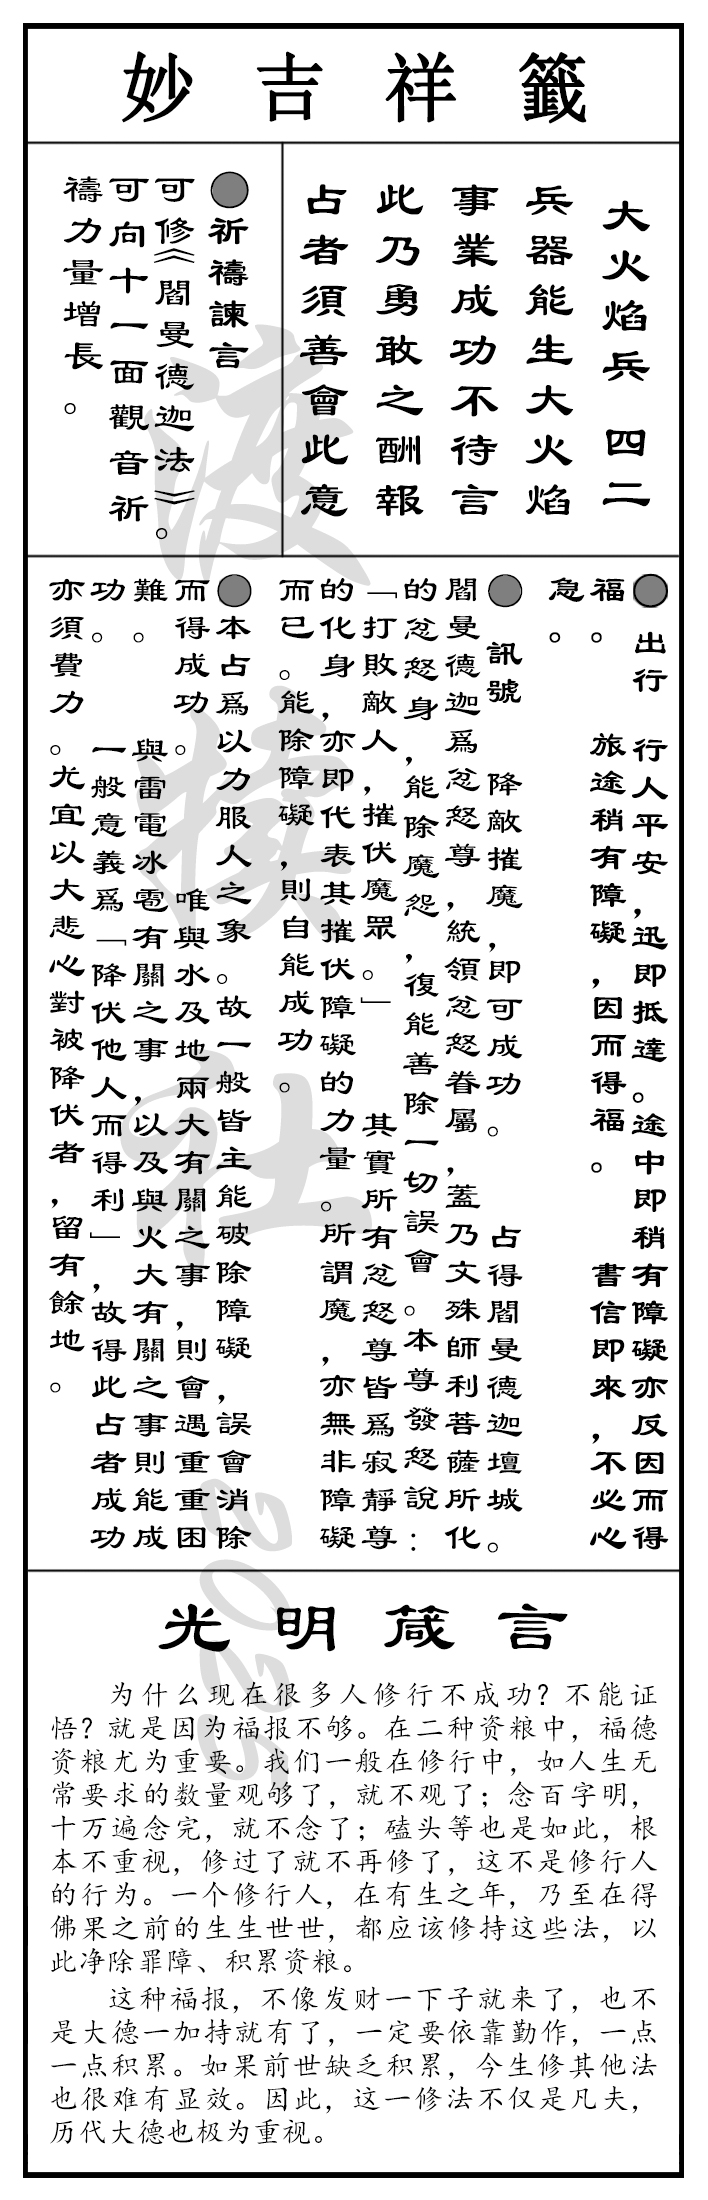 妙吉祥籤
大火焰兵 四二
兵器能生大火焰
事業成功不待言
此乃勇敢之酬報
占者須善會此意
●祈禱諫言
可修《閻曼德迦法》。
可向十一面觀音祈
禱力量增長。
●出行 行人平安，迅即抵達。途中即稍有障礙亦反因而得
福。 旅途稍有障礙，因而得福。 書信即來，不必心
急。
●訊號 降敵摧魔，即可成功。 占得閻曼德迦壇城。
閻曼德迦爲忿怒尊，統領忿怒眷屬，蓋乃文殊師利菩薩所化
的忿怒身，能除魔怨，復能善除一切誤會。本尊發怒說：
「打敗敵人，摧伏魔眾。」 其實所有忿怒尊皆爲寂靜尊
的化身，亦即代表其摧伏障礙的力量。所謂魔，亦無非障礙
而已。能除障礙，則自能成功。
●本占爲以力服人之象。故一般皆主能破除障礙，誤會消除
而得成功。 唯與水及地兩大有關之事，則會遇重重困
難。 與雷電冰雹有關之事，以及與火大有關之事則能成
功。 一般意義爲「降伏他人而得利」，故得此占者成功
亦須費力。尤宜以大悲心對被降伏者，留有餘地。
光明箴言
为什么现在很多人修行不成功？不能证
悟？就是因为福报不够。在二种资粮中，福德
资粮尤为重要。我们一般在修行中，如人生无
常要求的数量观够了，就不观了；念百字明，
十万遍念完，就不念了；磕头等也是如此，根
本不重视，修过了就不再修了，这不是修行人
的行为。一个修行人，在有生之年，乃至在得
佛果之前的生生世世，都应该修持这些法，以
此净除罪障、积累资粮。
这种福报，不像发财一下子就来了，也不
是大德一加持就有了，一定要依靠勤作，一点
一点积累。如果前世缺乏积累，今生修其他法
也很难有显效。因此，这一修法不仅是凡夫，
历代大德也极为重视。
渡 社 2025